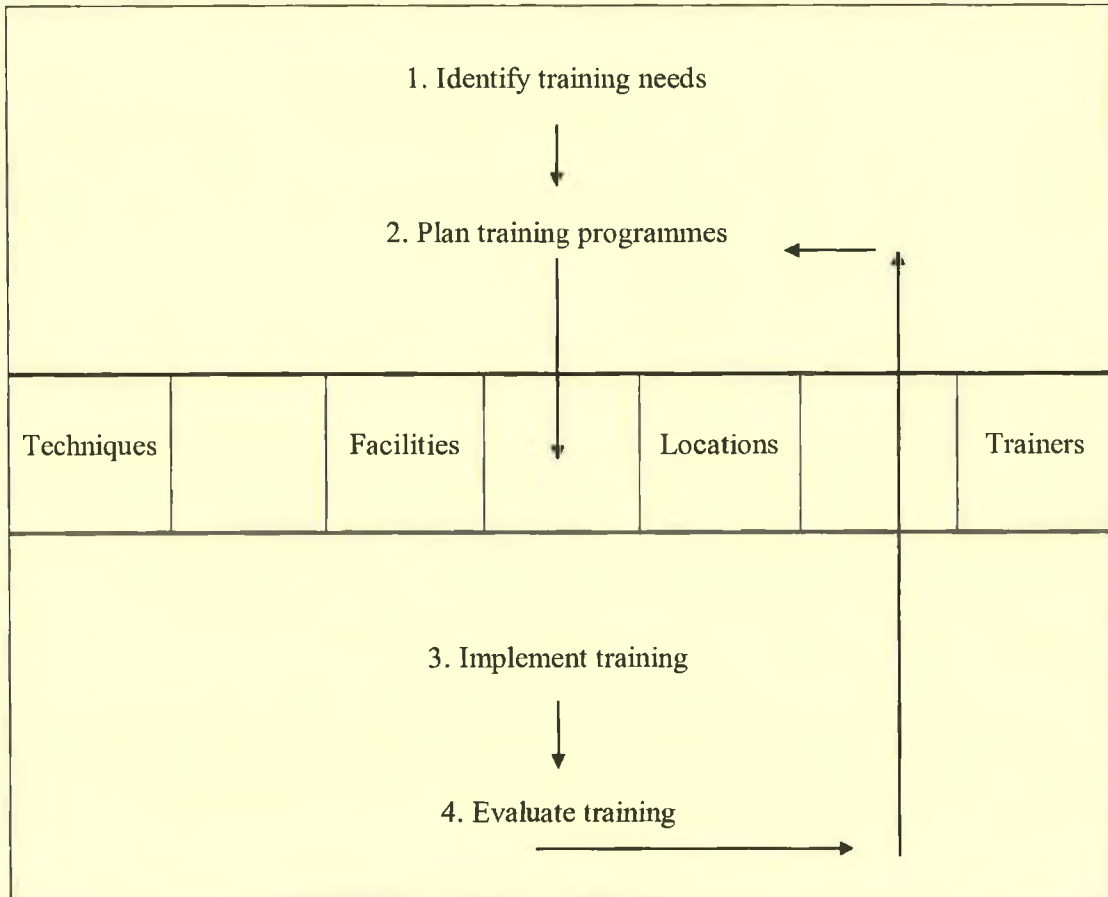 1. Identify training needs
2. Plan training programmes
Techniques Facilities Locations Trainers
3. Implement training
4. Evaluate training